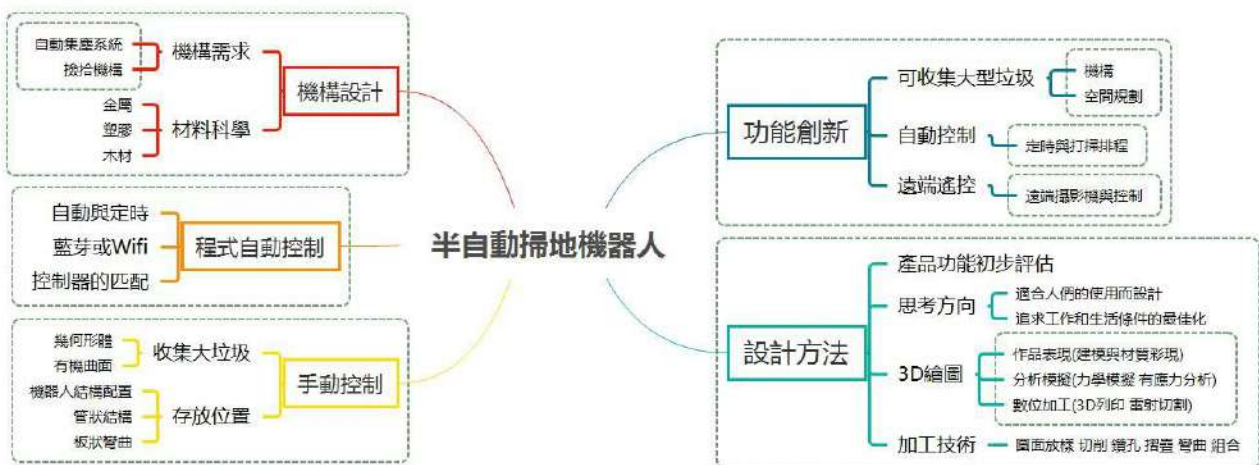 半自動掃地機器人
機構設計
機構需求
自動集塵系統
撿拾機構
材料科學
金屬
塑膠
木材
程式自動控制
自動與定時
藍芽或Wifi
控制器的匹配
手動控制
收集大垃圾
幾何形體
有機曲面
存放位置
機器人結構配置
管狀結構
板狀彎曲
功能創新
可收集大型垃圾
機構
空間規劃
自動控制
定時與打掃排程
遠端遙控
遠端攝影機與控制
設計方法
產品功能初步評估
思考方向
適合人們的使用而設計
追求工作和生活條件的最佳化
3D繪圖
作品表現(建模與材質彩現)
分析模擬(力學模擬 有應力分析)
數位加工(3D列印 雷射切割)
加工技術
圖面放樣 切削 鑽孔 摺疊 彎曲 組合